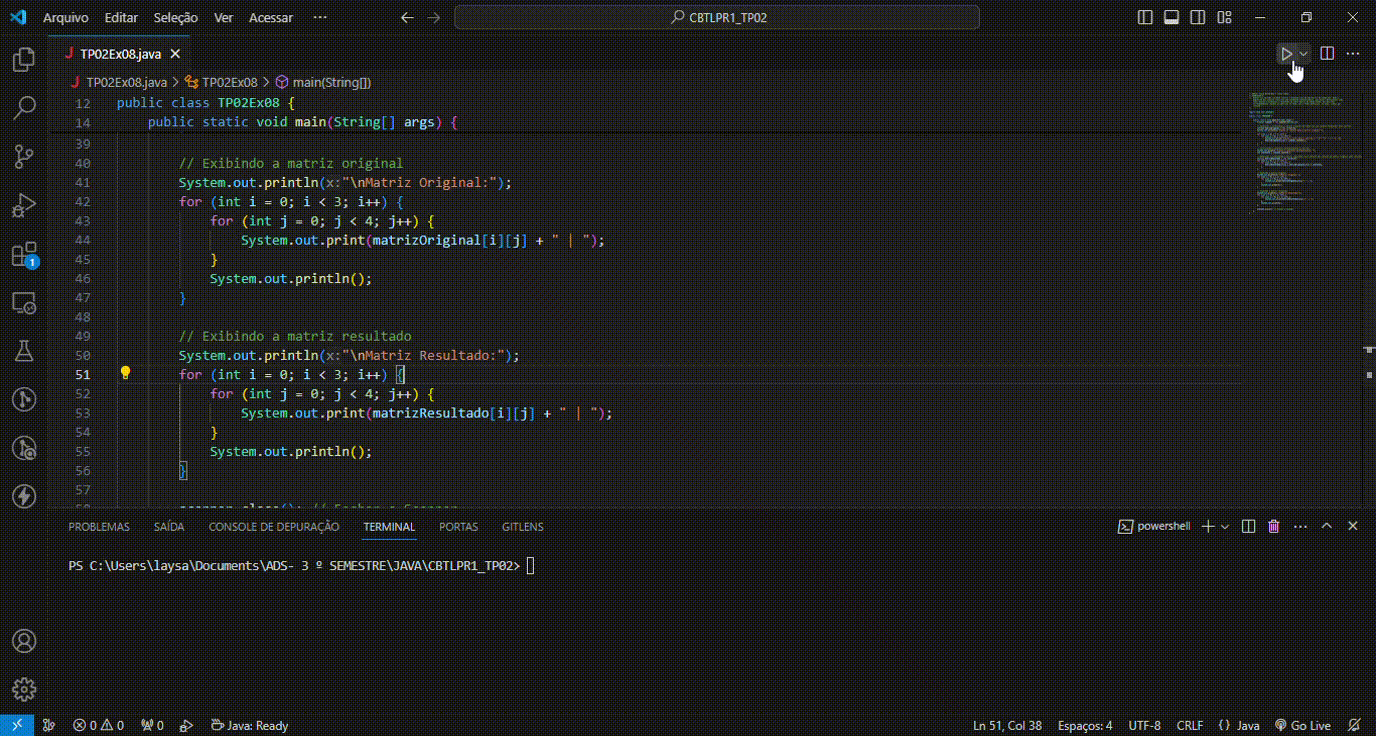 Arquivo Editar Seleção Ver Acessar ···
CBTLPR1_TP02
J TP02Ex08.java
J TP02Ex08.java > TP02Ex08 > main(String[])
12 public class TP02Ex08 {
14 public static void main(String[] args) {
39
40 // Exibindo a matriz original
41 System.out.println(x:"\nMatriz Original:");
42 for (int i = 0; i < 3; i++) {
43 for (int j = 0; j < 4; j++) {
44 System.out.print(matrizOriginal[i][j] + " | ");
45 }
46 System.out.println();
47 }
48
49 // Exibindo a matriz resultado
50 System.out.println(x:"\nMatriz Resultado:");
51 for (int i = 0; i < 3; i++) {
52 for (int j = 0; j < 4; j++) {
53 System.out.print(matrizResultado[i][j] + " | ");
54 }
55 System.out.println();
56 }
57
1
PROBLEMAS SAÍDA CONSOLE DE DEPURAÇÃO TERMINAL PORTAS GITLENS
powershell
PS C:\Users\laysa\Documents\ADS- 3 º SEMESTRE\JAVA\CBTLPR1_TP02>
0 0 0 Java: Ready Ln 51, Col 38 Espaços: 4 UTF-8 CRLF {} Java Go Live